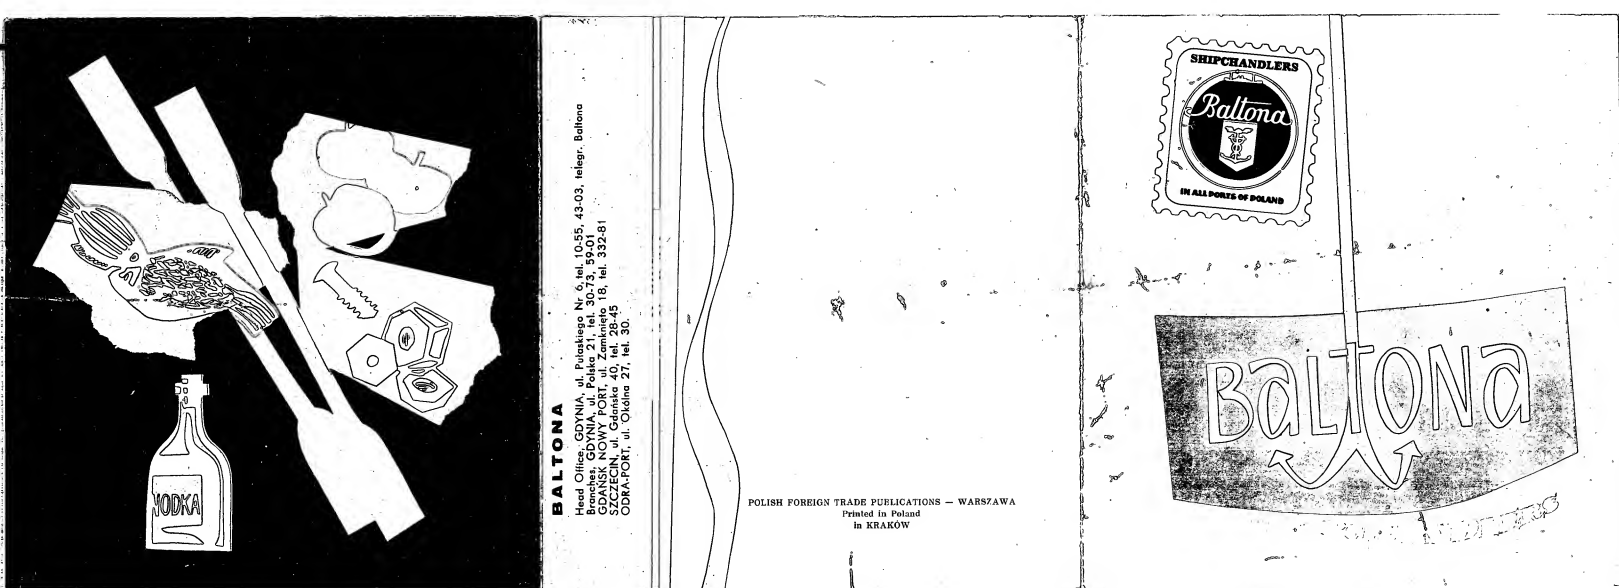 VODKA
BALTONA
Head Office, GDYNIA, ul. Pułaskiego Nr 6, tel. 10-55, 43-03, telegr. Baltona
Branches, GDYNIA, ul. Polska 21, tel. 30-73, 59-01
GDAŃSK NOWY PORT, ul. Zamknięta 18, tel. 332-81
SZCZECIN, ul. Gdańska 40, tel. 28-45
ODRA-PORT, ul. Okólna 27, tel. 30.
POLISH FOREIGN TRADE PUBLICATIONS — WARSZAWA
Printed in Poland
in KRAKÓW
SHIPCHANDLERS
Baltona
IN ALL PORTS OF POLAND
BaLTONa